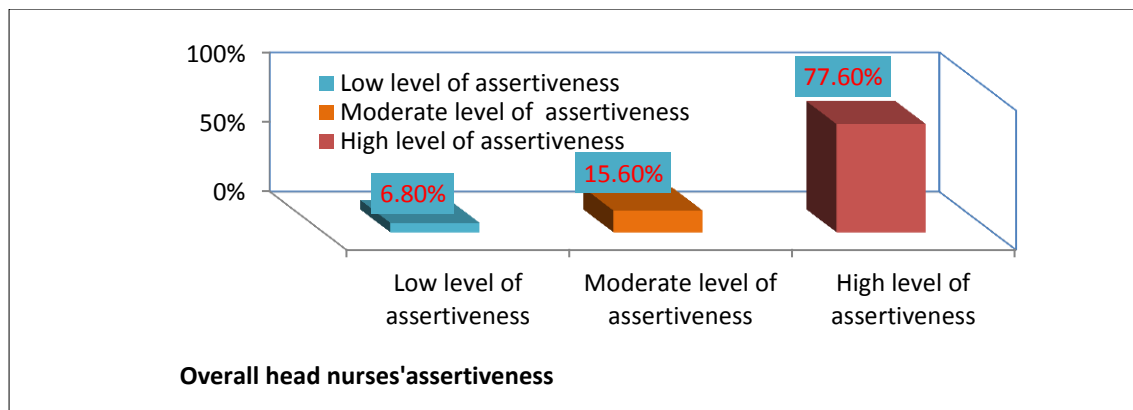 100%
50%
0%
Low level of assertiveness
Moderate level of  assertiveness
High level of assertiveness
6.80%
15.60%
77.60%
Low level of
assertiveness
Moderate level of
assertiveness
High level of
assertiveness
Overall head nurses'assertiveness